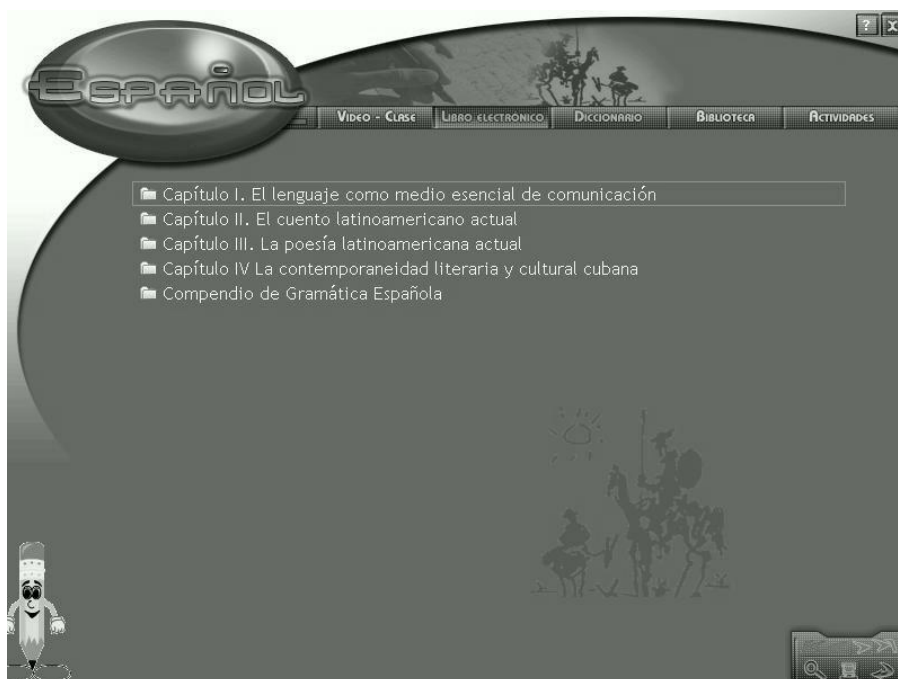 ?
X
ESPAÑOL
VIDEO - CLASE LIBRO ELECTRÓNICO DICCIONARIO BIBLIOTECA ACTIVIDADES
Capítulo I. El lenguaje como medio esencial de comunicación
Capítulo II. El cuento latinoamericano actual
Capítulo III. La poesía latinoamericana actual
Capítulo IV La contemporaneidad literaria y cultural cubana
Compendio de Gramática Española